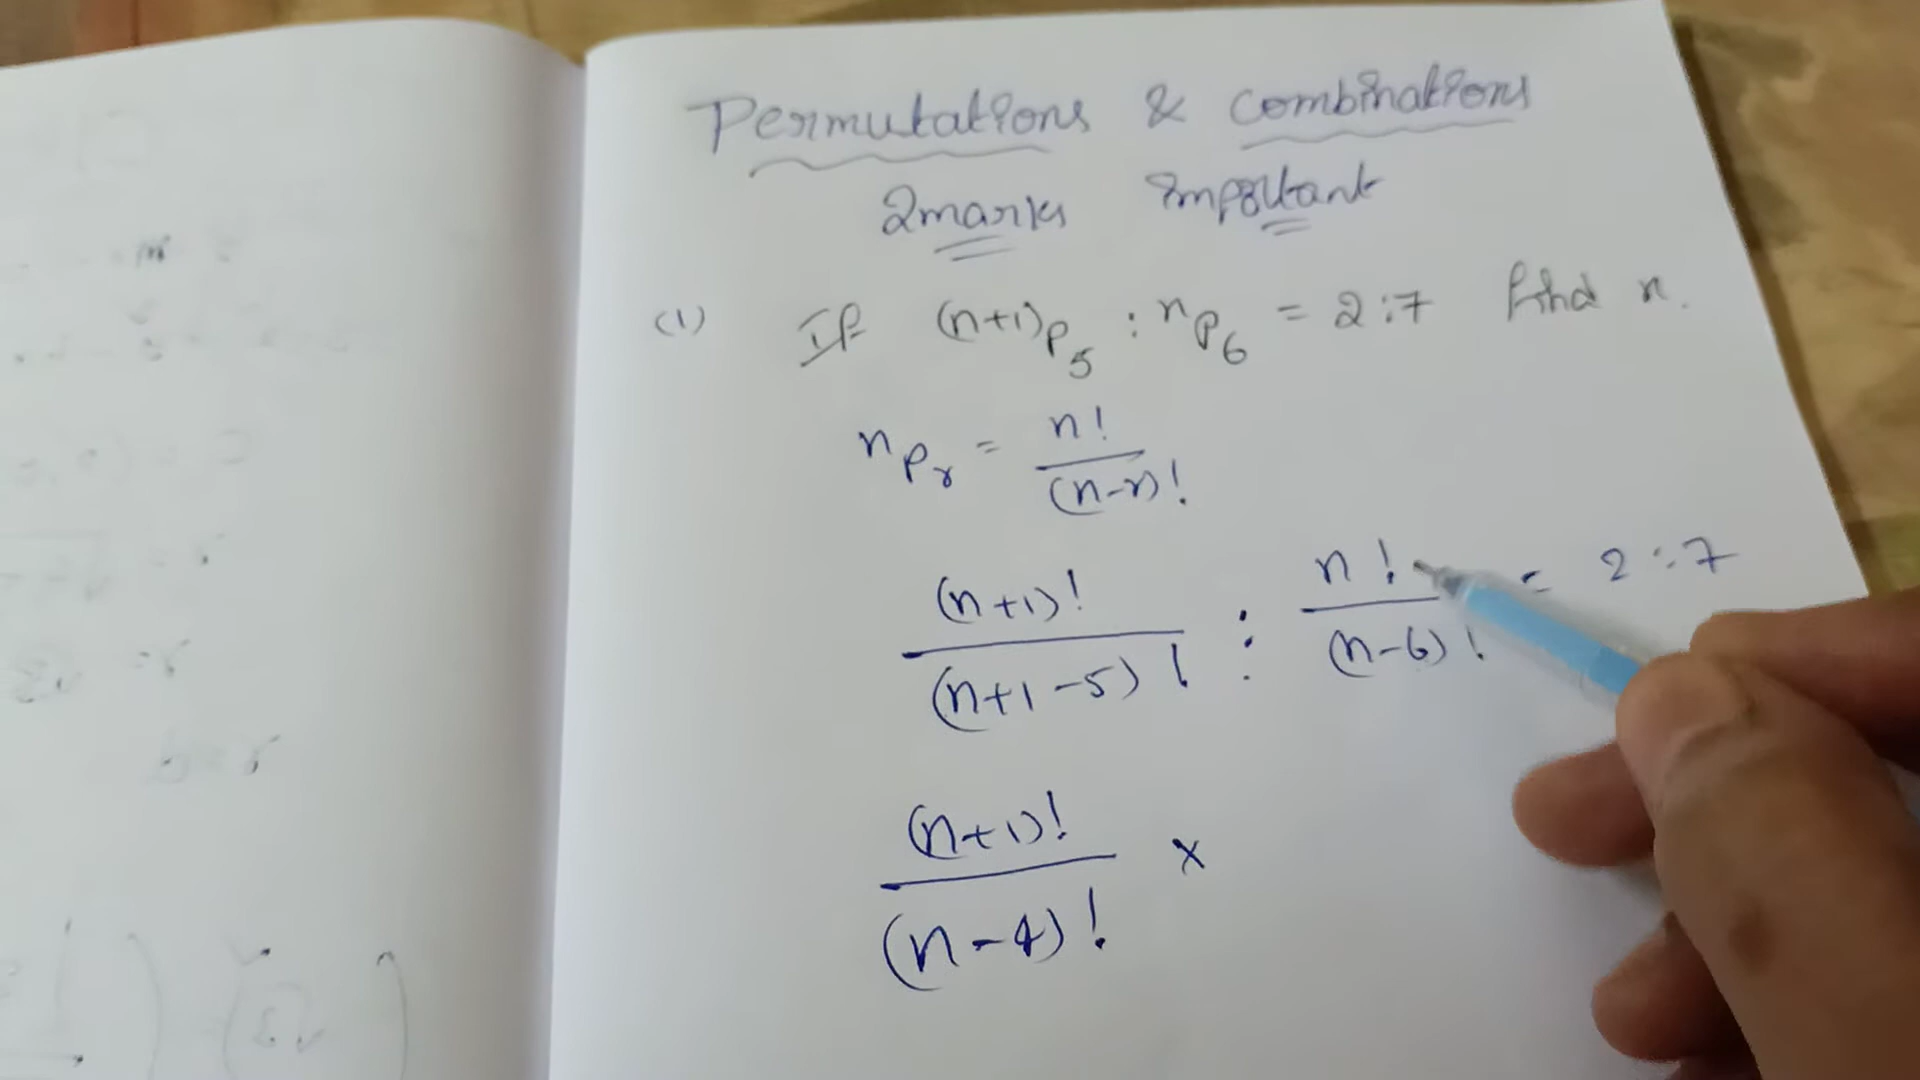 Permutations & Combinations
2marks Important
(1) If (n+1)P5 : nP6 = 2:7 find n.
nPr = n! / (n-r)!
(n+1)! / (n+1-5)! : n! / (n-6)! = 2:7
(n+1)! / (n-4)! ×